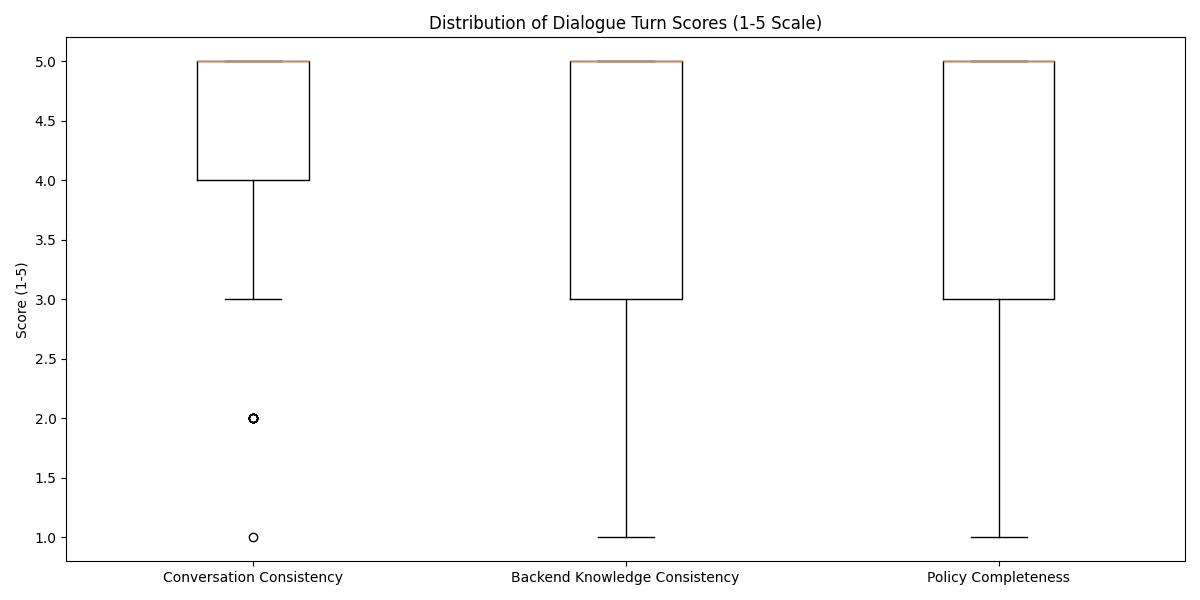 Distribution of Dialogue Turn Scores (1-5 Scale)
Score (1-5)
5.0
4.5
4.0
3.5
3.0
2.5
2.0
1.5
1.0
Conversation Consistency
Backend Knowledge Consistency
Policy Completeness